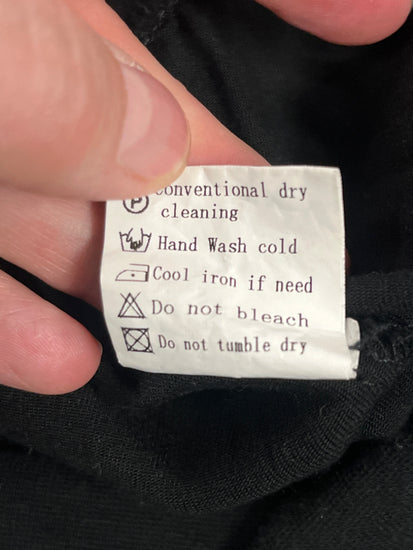 Conventional dry
cleaning
Hand Wash cold
Cool iron if need
Do not bleach
Do not tumble dry